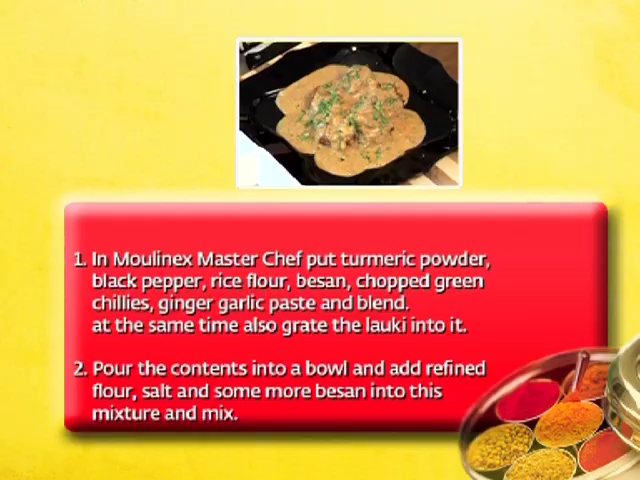 1. In Moulinex Master Chef put turmeric powder,
black pepper, rice flour, besan, chopped green
chillies, ginger garlic paste and blend.
at the same time also grate the lauki into it.
2. Pour the contents into a bowl and add refined
flour, salt and some more besan into this
mixture and mix.